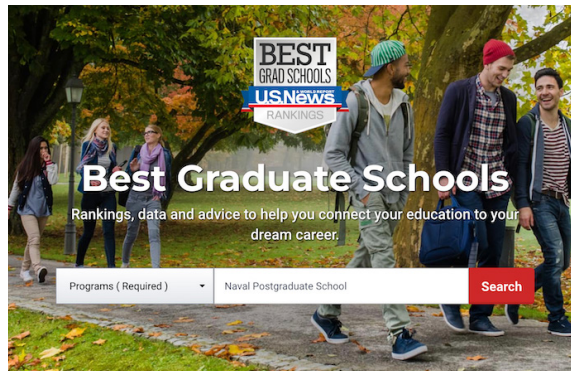 BEST
GRAD SCHOOLS
& WORLD REPORT
U.S.News
RANKINGS
Best Graduate Schools
Rankings, data and advice to help you connect your education to your
dream career.
Programs ( Required )
Naval Postgraduate School
Search